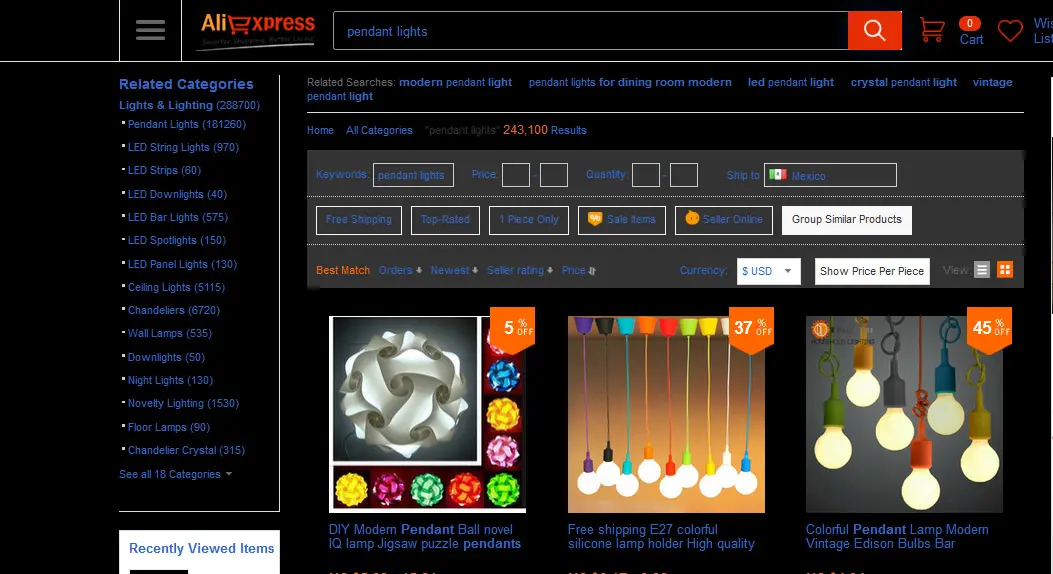 AliExpress
Smarter Shopping, Better Living!
pendant lights
0
Cart
Wis
List
Related Categories
Lights & Lighting (288700)
Pendant Lights (181260)
LED String Lights (970)
LED Strips (60)
LED Downlights (40)
LED Bar Lights (575)
LED Spotlights (150)
LED Panel Lights (130)
Ceiling Lights (5115)
Chandeliers (6720)
Wall Lamps (535)
Downlights (50)
Night Lights (130)
Novelty Lighting (1530)
Floor Lamps (90)
Chandelier Crystal (315)
See all 18 Categories
Recently Viewed Items
Related Searches: modern pendant light pendant lights for dining room modern led pendant light crystal pendant light vintage
pendant light
Home All Categories "pendant lights" 243,100 Results
Keywords: pendant lights Price: - Quantity: - Ship to Mexico
Free Shipping Top-Rated 1 Piece Only Sale Items Seller Online Group Similar Products
Best Match Orders Newest Seller rating Price Currency: $ USD Show Price Per Piece View:
5 % OFF
37 % OFF
45 % OFF
HOUSEHOLD LIGHTING
DIY Modern Pendant Ball novel
IQ lamp Jigsaw puzzle pendants
Free shipping E27 colorful
silicone lamp holder High quality
Colorful Pendant Lamp Modern
Vintage Edison Bulbs Bar